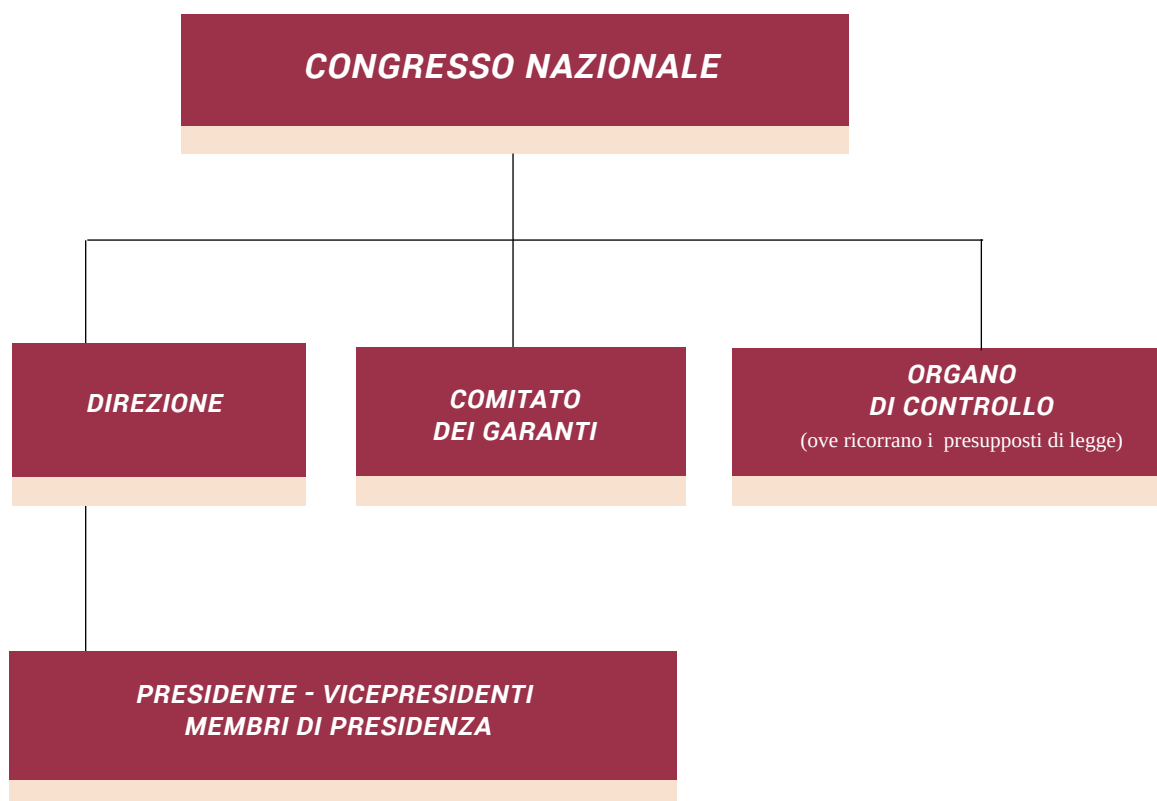 CONGRESSO NAZIONALE
DIREZIONE
COMITATO
DEI GARANTI
ORGANO
DI CONTROLLO
(ove ricorrano i presupposti di legge)
PRESIDENTE - VICEPRESIDENTI
MEMBRI DI PRESIDENZA